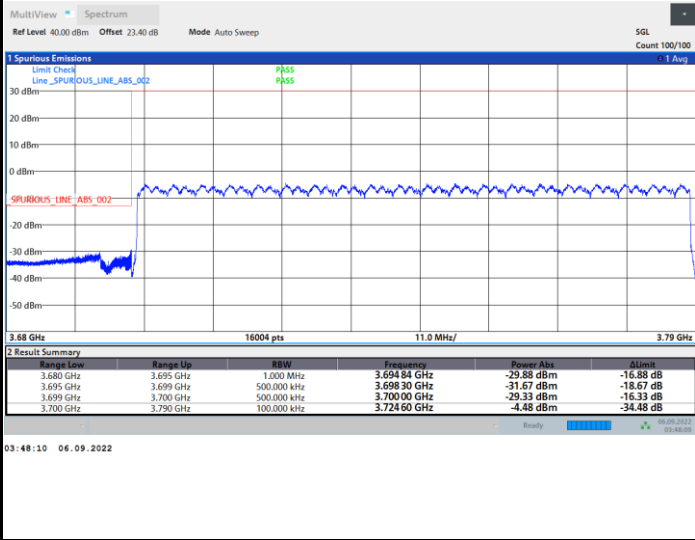 MultiView Spectrum
Ref Level 40.00 dBm Offset 23.40 dB Mode Auto Sweep SGL
Count 100/100
1 Spurious Emissions 1 Avg
Limit Check PASS
Line _SPURIOUS_LINE_ABS_002 PASS
30 dBm
20 dBm
10 dBm
0 dBm
_SPURIOUS_LINE_ABS_002
-20 dBm
-30 dBm
-40 dBm
-50 dBm
3.68 GHz 16004 pts 11.0 MHz/ 3.79 GHz
2 Result Summary
Range Low Range Up RBW Frequency Power Abs ΔLimit
3.680 GHz 3.695 GHz 1.000 MHz 3.694 84 GHz -29.88 dBm -16.88 dB
3.695 GHz 3.699 GHz 500.000 kHz 3.698 30 GHz -31.67 dBm -18.67 dB
3.699 GHz 3.700 GHz 500.000 kHz 3.700 00 GHz -29.33 dBm -16.33 dB
3.700 GHz 3.790 GHz 100.000 kHz 3.724 60 GHz -4.48 dBm -34.48 dB
Ready 06.09.2022
03:48:09
03:48:10 06.09.2022